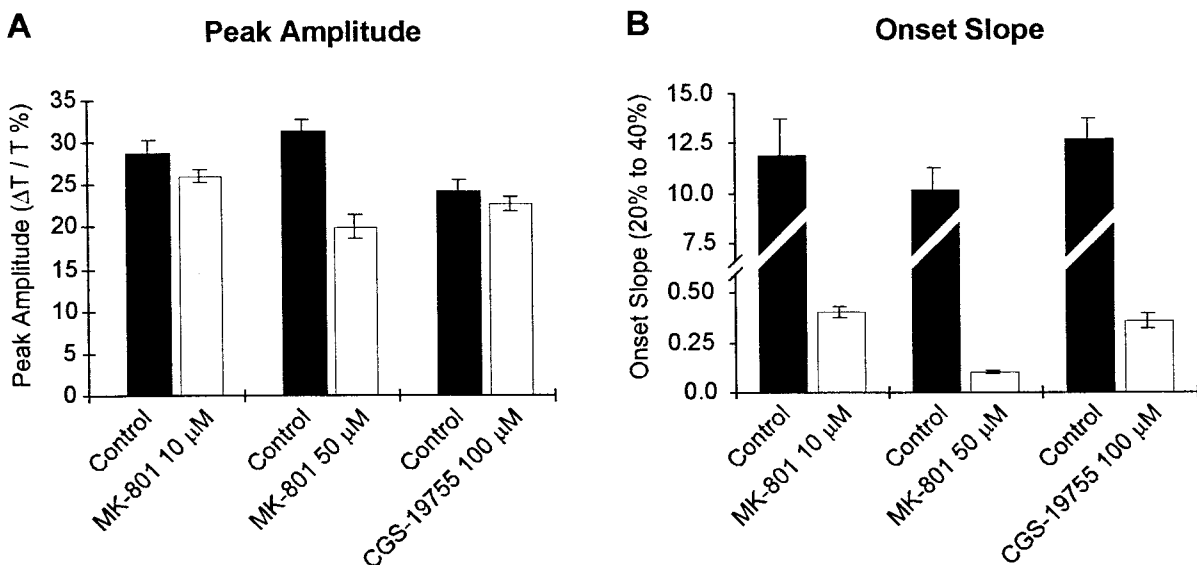 A
Peak Amplitude
Peak Amplitude (ΔT / T %)
35
30
25
20
15
10
5
0
Control
MK-801 10 μM
Control
MK-801 50 μM
Control
CGS-19755 100 μM
B
Onset Slope
Onset Slope (20% to 40%)
15.0
12.5
10.0
7.5
0.50
0.25
0.0
Control
MK-801 10 μM
Control
MK-801 50 μM
Control
CGS-19755 100 μM